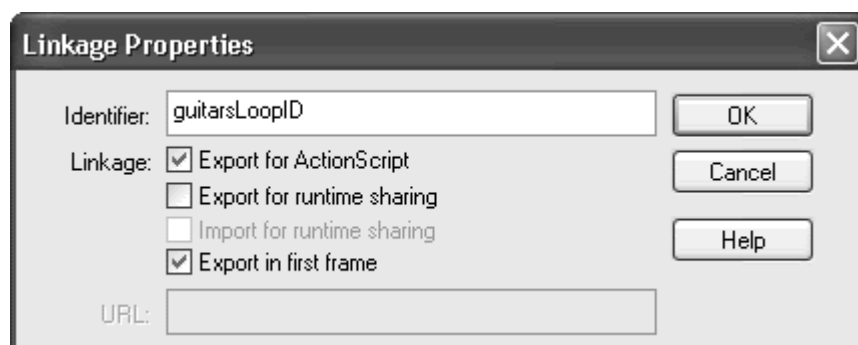 Linkage Properties
Identifier: guitarsLoopID OK
Linkage: Export for ActionScript Cancel
Export for runtime sharing
Import for runtime sharing Help
Export in first frame
URL: